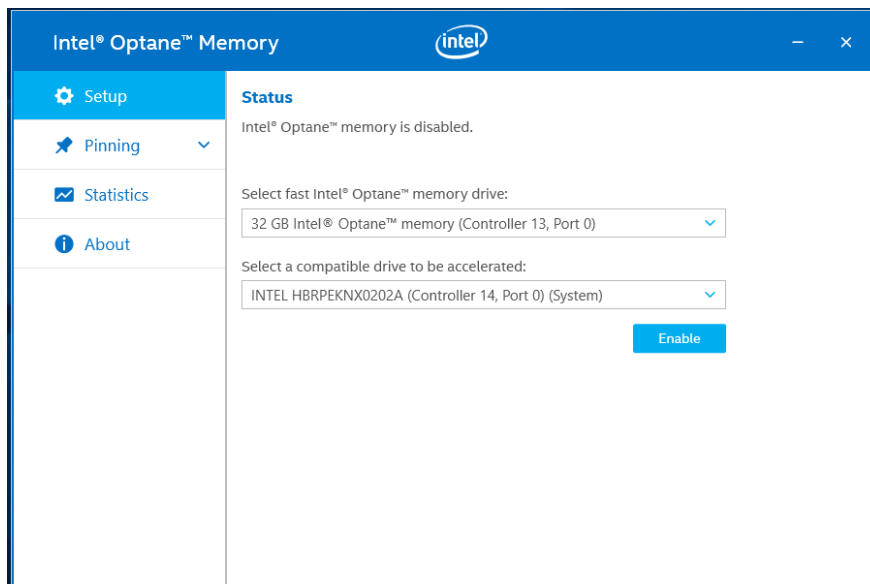 Intel® Optane™ Memory
intel
Setup
Pinning
Statistics
About
Status
Intel® Optane™ memory is disabled.
Select fast Intel® Optane™ memory drive:
32 GB Intel® Optane™ memory (Controller 13, Port 0)
Select a compatible drive to be accelerated:
INTEL HBRPEKNX0202A (Controller 14, Port 0) (System)
Enable